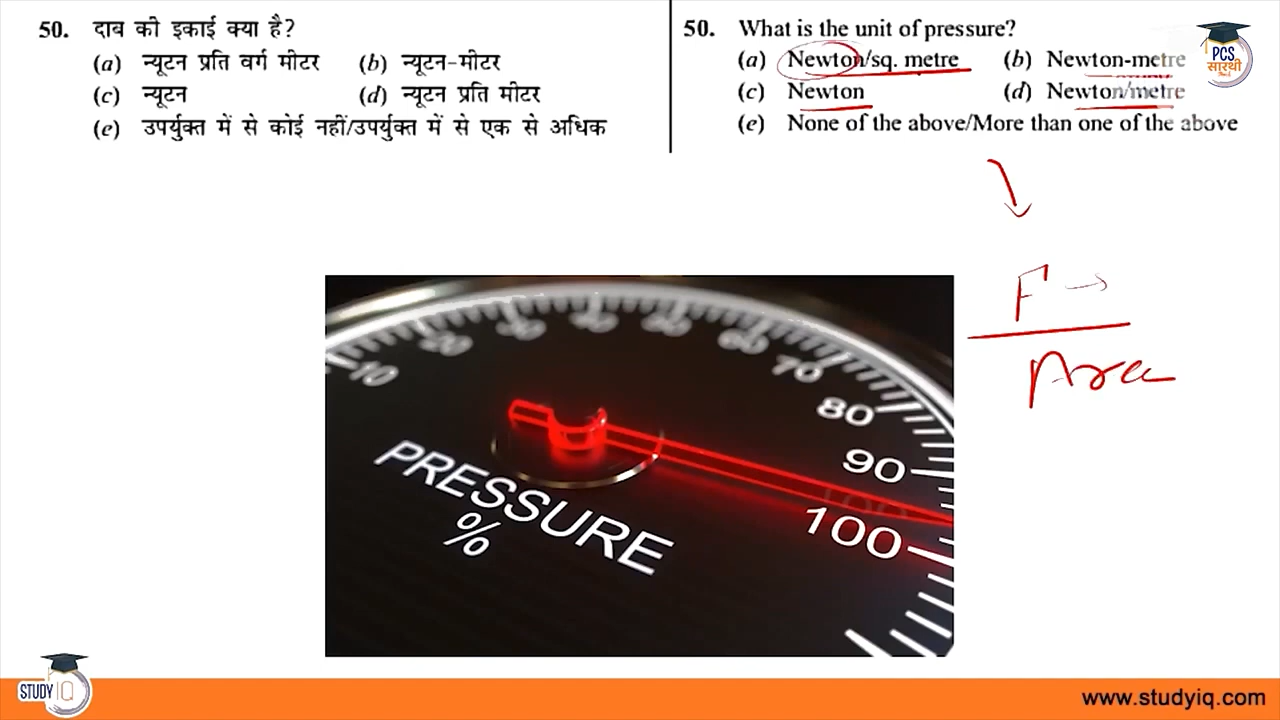 50. दाब की इकाई क्या है?
(a) न्यूटन प्रति वर्ग मीटर (b) न्यूटन-मीटर
(c) न्यूटन (d) न्यूटन प्रति मीटर
(e) उपर्युक्त में से कोई नहीं/उपर्युक्त में से एक से अधिक
50. What is the unit of pressure?
(a) Newton/sq. metre (b) Newton-metre
(c) Newton (d) Newton/metre
(e) None of the above/More than one of the above
PCS
सारथी
F →
Area
10 20 30 40 50 60 70 80 90 100
PRESSURE
%
STUDY IQ
www.studyiq.com